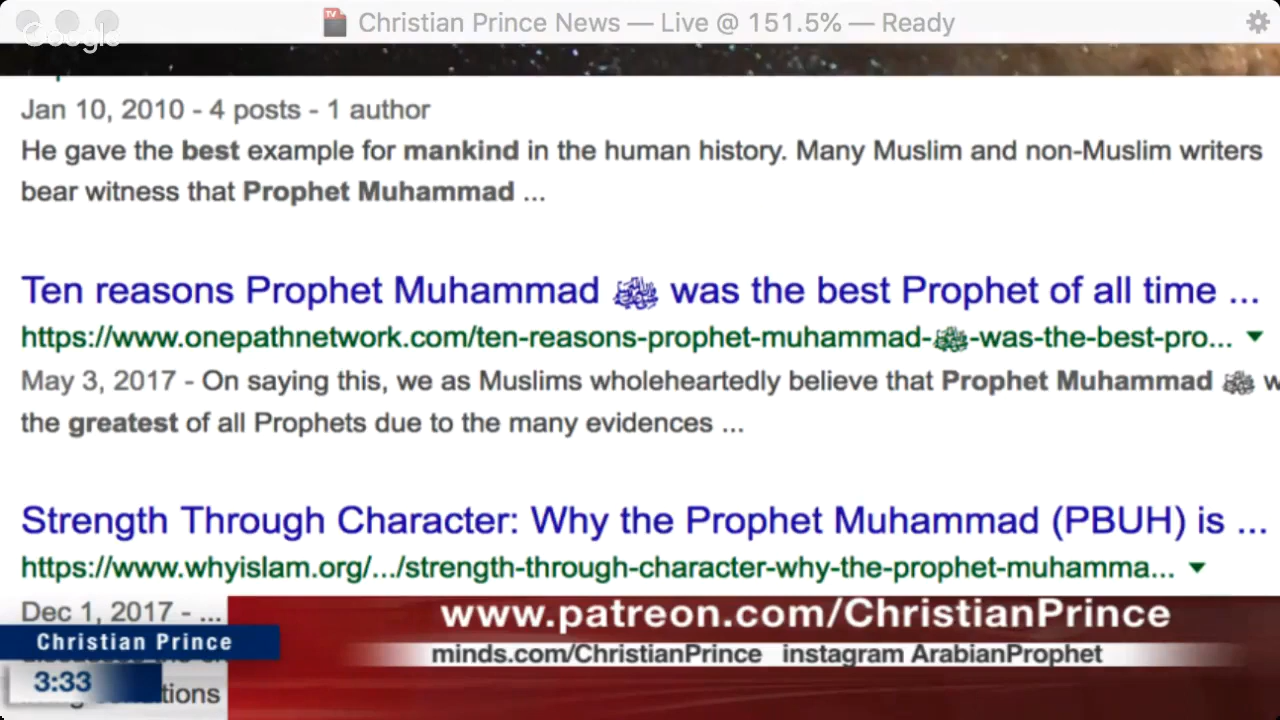 Christian Prince News — Live @ 151.5% — Ready
Google
Jan 10, 2010 - 4 posts - 1 author
He gave the best example for mankind in the human history. Many Muslim and non-Muslim writers
bear witness that Prophet Muhammad ...
Ten reasons Prophet Muhammad ﷺ was the best Prophet of all time ...
https://www.onepathnetwork.com/ten-reasons-prophet-muhammad-ﷺ-was-the-best-pro...
May 3, 2017 - On saying this, we as Muslims wholeheartedly believe that Prophet Muhammad ﷺ w
the greatest of all Prophets due to the many evidences ...
Strength Through Character: Why the Prophet Muhammad (PBUH) is ...
https://www.whyislam.org/.../strength-through-character-why-the-prophet-muhamma...
Dec 1, 2017 - ...
www.patreon.com/ChristianPrince
Christian Prince
minds.com/ChristianPrince instagram ArabianProphet
3:33